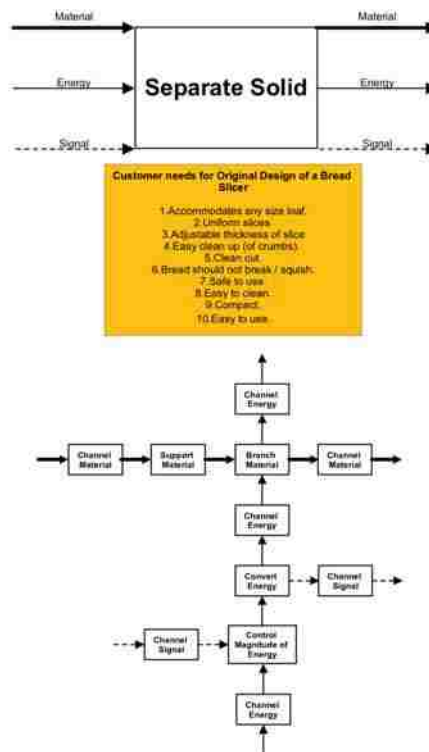 Material
Material
Energy
Separate Solid
Energy
Signal
Signal
Customer needs for Original Design of a Bread
Slicer
1.Accommodates any size loaf.
2.Uniform slices
3.Adjustable thickness of slice
4.Easy clean up (of crumbs).
5.Clean cut.
6.Bread should not break / squish.
7.Safe to use
8.Easy to clean.
9.Compact.
10.Easy to use.
Channel
Energy
Channel
Material
Support
Material
Branch
Material
Channel
Material
Channel
Energy
Convert
Energy
Channel
Signal
Channel
Signal
Control
Magnitude of
Energy
Channel
Energy